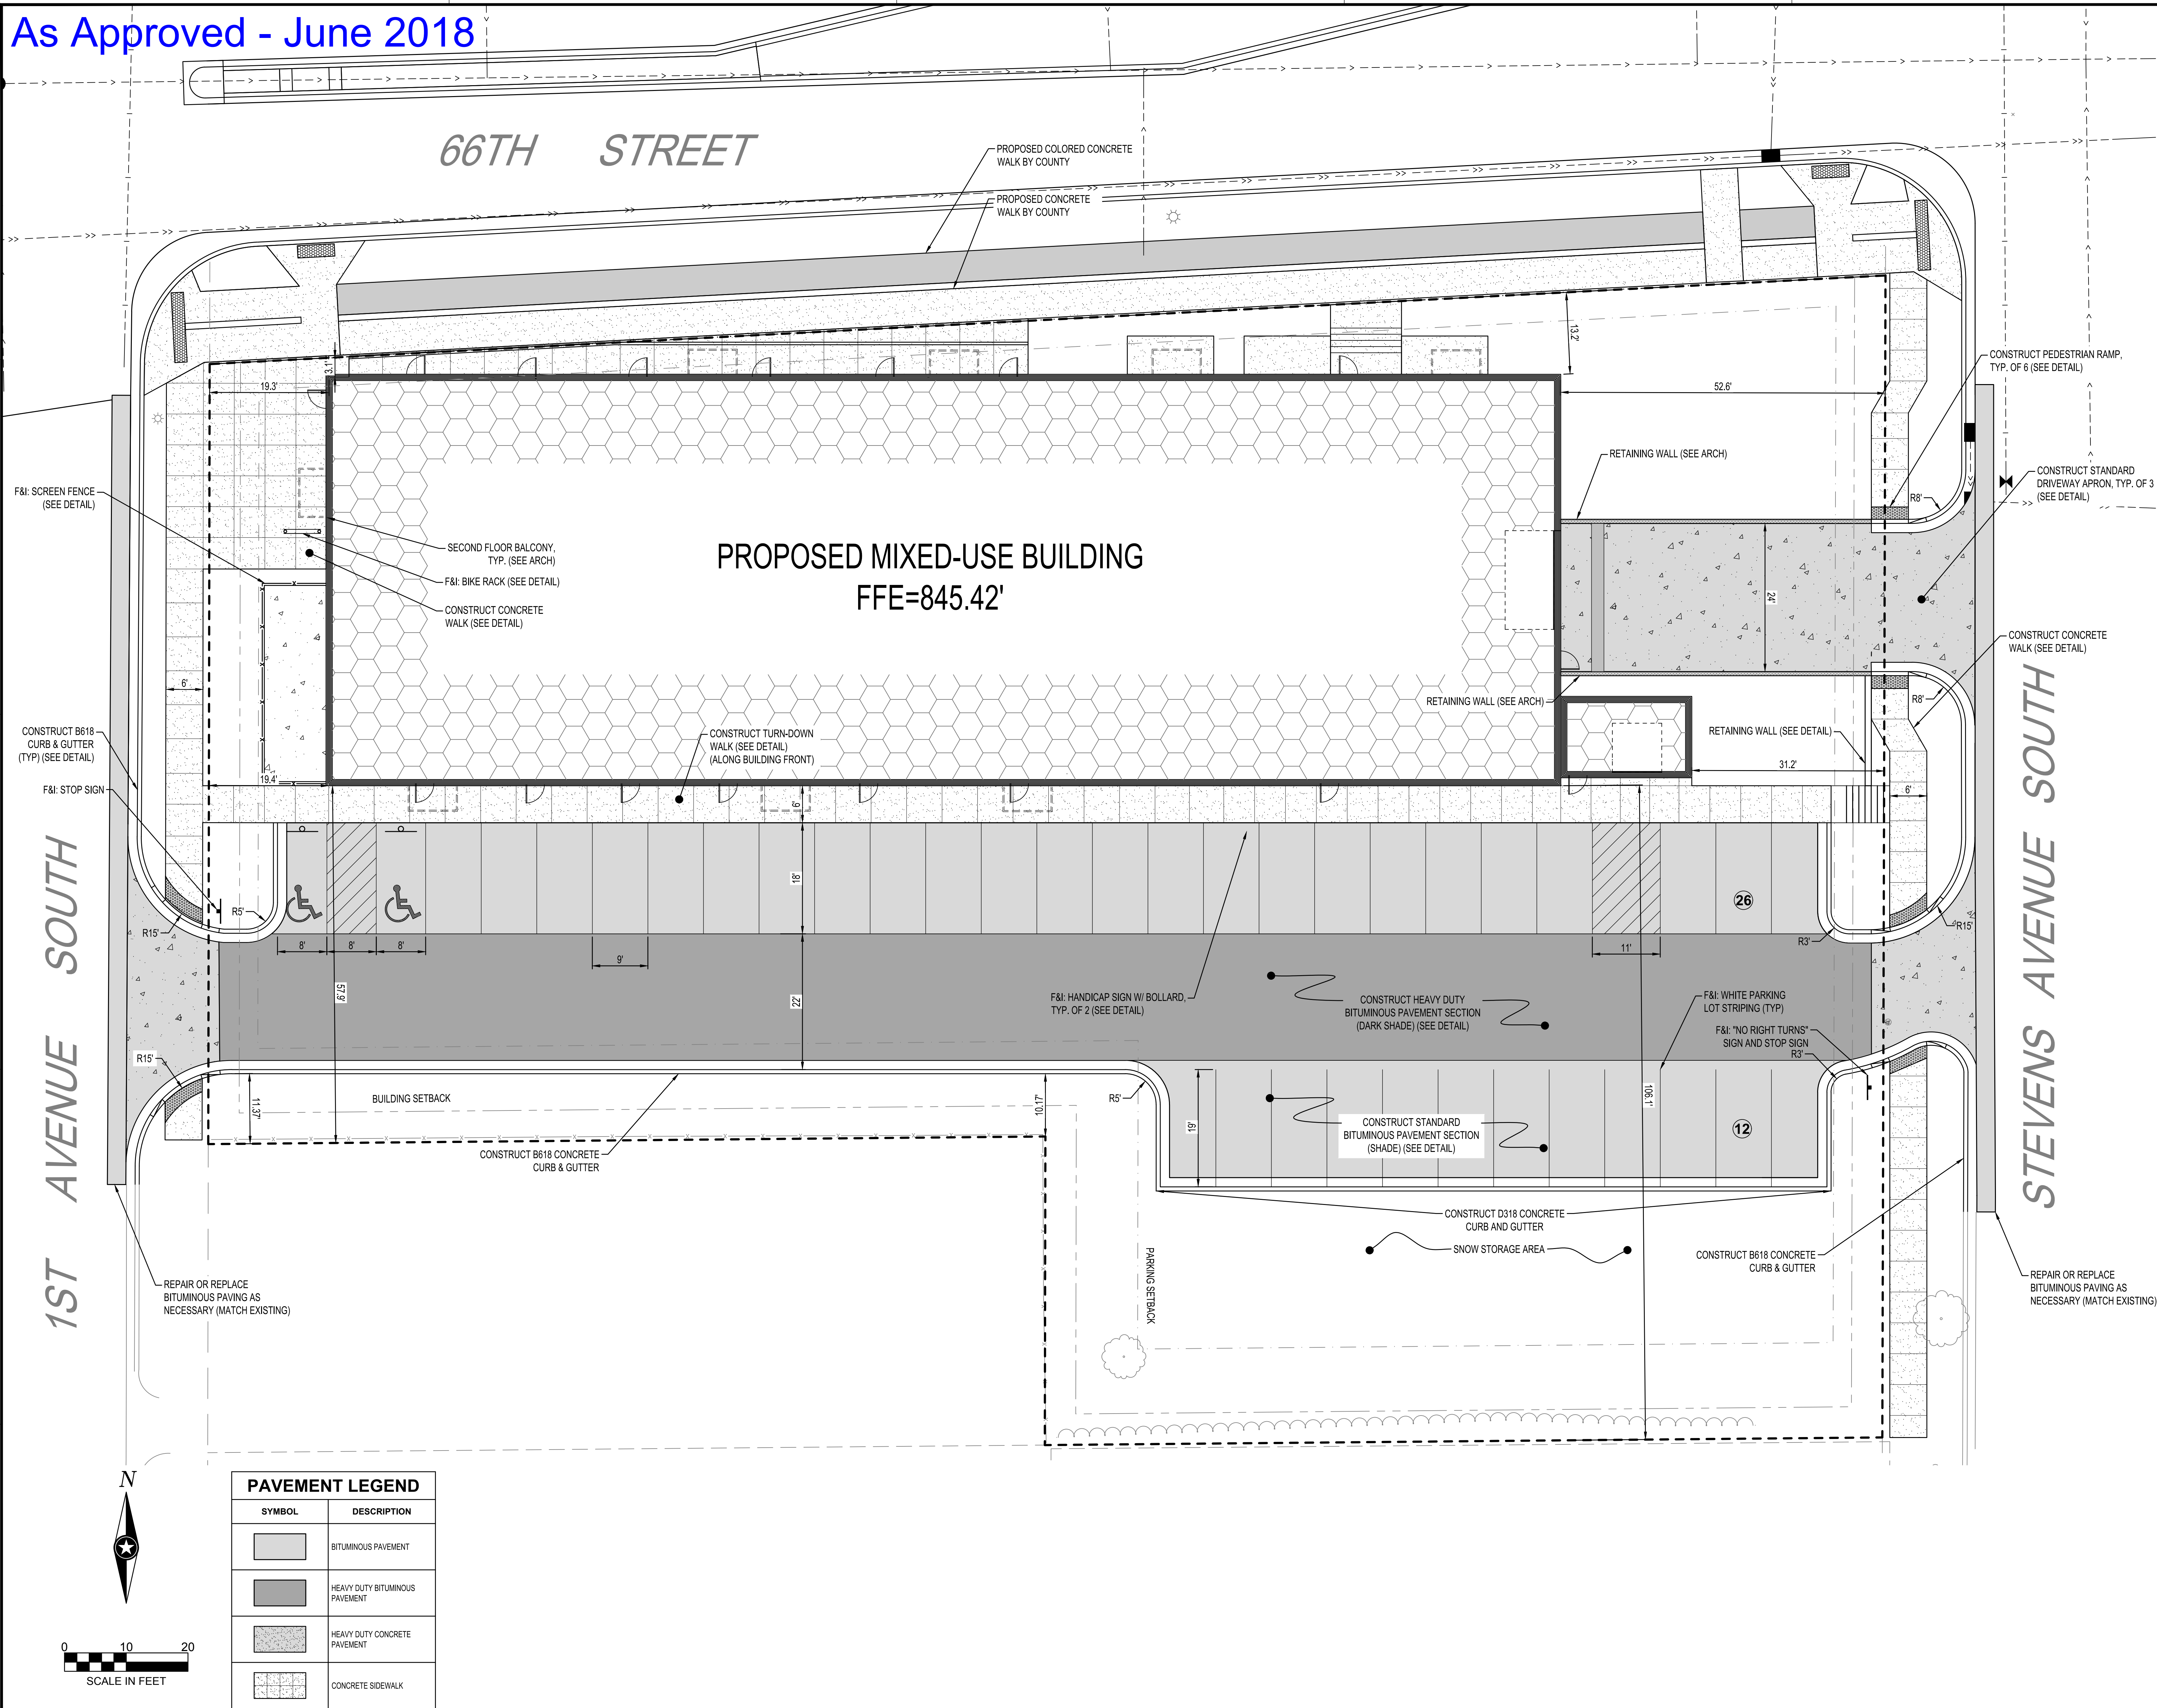 As Approved - June 2018
66TH STREET
PROPOSED COLORED CONCRETE
WALK BY COUNTY
PROPOSED CONCRETE
WALK BY COUNTY
13.2'
3.1'
19.3'
52.6'
CONSTRUCT PEDESTRIAN RAMP,
TYP. OF 6 (SEE DETAIL)
RETAINING WALL (SEE ARCH)
CONSTRUCT STANDARD
DRIVEWAY APRON, TYP. OF 3
(SEE DETAIL)
R8'
F&I: SCREEN FENCE
(SEE DETAIL)
SECOND FLOOR BALCONY,
TYP. (SEE ARCH)
F&I: BIKE RACK (SEE DETAIL)
CONSTRUCT CONCRETE
WALK (SEE DETAIL)
PROPOSED MIXED-USE BUILDING
FFE=845.42'
24'
CONSTRUCT CONCRETE
WALK (SEE DETAIL)
6'
R8'
RETAINING WALL (SEE ARCH)
RETAINING WALL (SEE DETAIL)
CONSTRUCT B618
CURB & GUTTER
(TYP) (SEE DETAIL)
CONSTRUCT TURN-DOWN
WALK (SEE DETAIL)
(ALONG BUILDING FRONT)
31.2'
19.4'
F&I: STOP SIGN
6'
6'
18'
R5'
R15'
26
R3'
R15'
8'
8'
8'
9'
11'
57.9'
22'
F&I: HANDICAP SIGN W/ BOLLARD,
TYP. OF 2 (SEE DETAIL)
CONSTRUCT HEAVY DUTY
BITUMINOUS PAVEMENT SECTION
(DARK SHADE) (SEE DETAIL)
F&I: WHITE PARKING
LOT STRIPING (TYP)
F&I: "NO RIGHT TURNS"
SIGN AND STOP SIGN
R3'
R15'
11.37'
BUILDING SETBACK
10.17'
R5'
19'
106.1'
CONSTRUCT STANDARD
BITUMINOUS PAVEMENT SECTION
(SHADE) (SEE DETAIL)
12
CONSTRUCT B618 CONCRETE
CURB & GUTTER
CONSTRUCT D318 CONCRETE
CURB AND GUTTER
SNOW STORAGE AREA
CONSTRUCT B618 CONCRETE
CURB & GUTTER
PARKING SETBACK
REPAIR OR REPLACE
BITUMINOUS PAVING AS
NECESSARY (MATCH EXISTING)
REPAIR OR REPLACE
BITUMINOUS PAVING AS
NECESSARY (MATCH EXISTING)
1ST AVENUE SOUTH
STEVENS AVENUE SOUTH
N
0 10 20
SCALE IN FEET
PAVEMENT LEGEND
SYMBOL DESCRIPTION
BITUMINOUS PAVEMENT
HEAVY DUTY BITUMINOUS
PAVEMENT
HEAVY DUTY CONCRETE
PAVEMENT
CONCRETE SIDEWALK